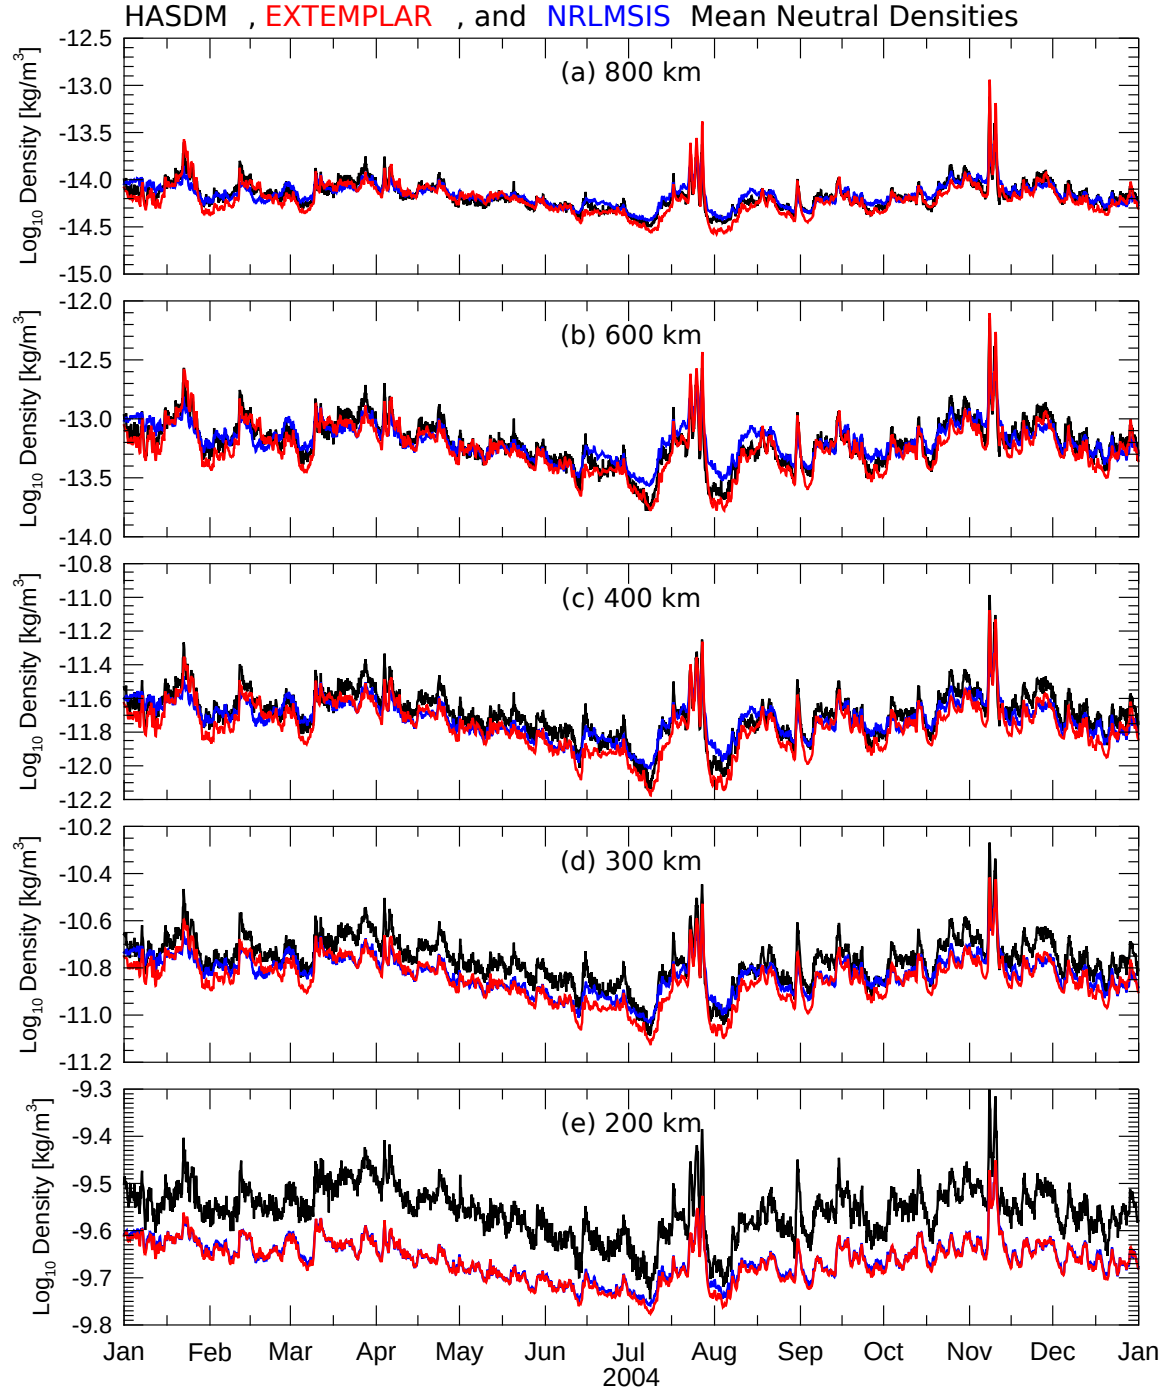 HASDM , EXTEMPLAR , and NRLMSIS Mean Neutral Densities
(a) 800 km
Log10 Density [kg/m3]
-12.5
-13.0
-13.5
-14.0
-14.5
-15.0
(b) 600 km
Log10 Density [kg/m3]
-12.0
-12.5
-13.0
-13.5
-14.0
(c) 400 km
Log10 Density [kg/m3]
-10.8
-11.0
-11.2
-11.4
-11.6
-11.8
-12.0
-12.2
(d) 300 km
Log10 Density [kg/m3]
-10.2
-10.4
-10.6
-10.8
-11.0
-11.2
(e) 200 km
Log10 Density [kg/m3]
-9.3
-9.4
-9.5
-9.6
-9.7
-9.8
Jan Feb Mar Apr May Jun Jul Aug Sep Oct Nov Dec Jan
2004